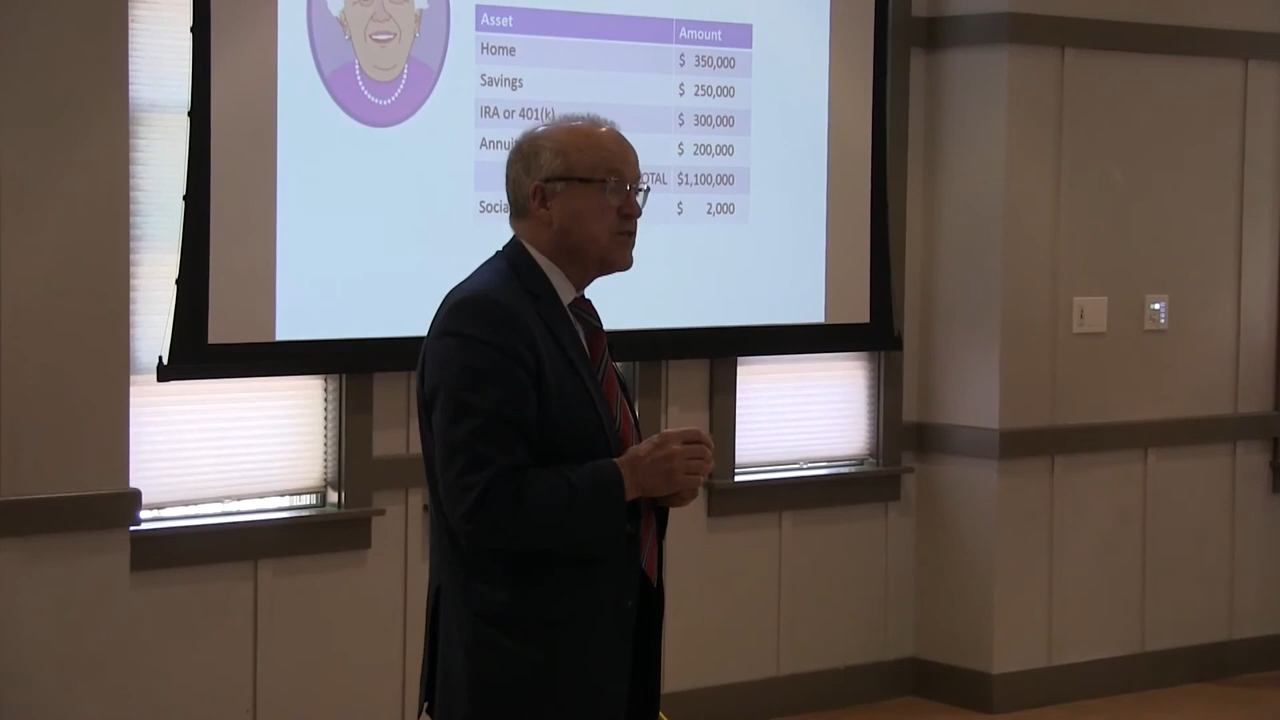 Asset Amount
Home $ 350,000
Savings $ 250,000
IRA or 401(k) $ 300,000
$ 200,000
$1,100,000
$ 2,000